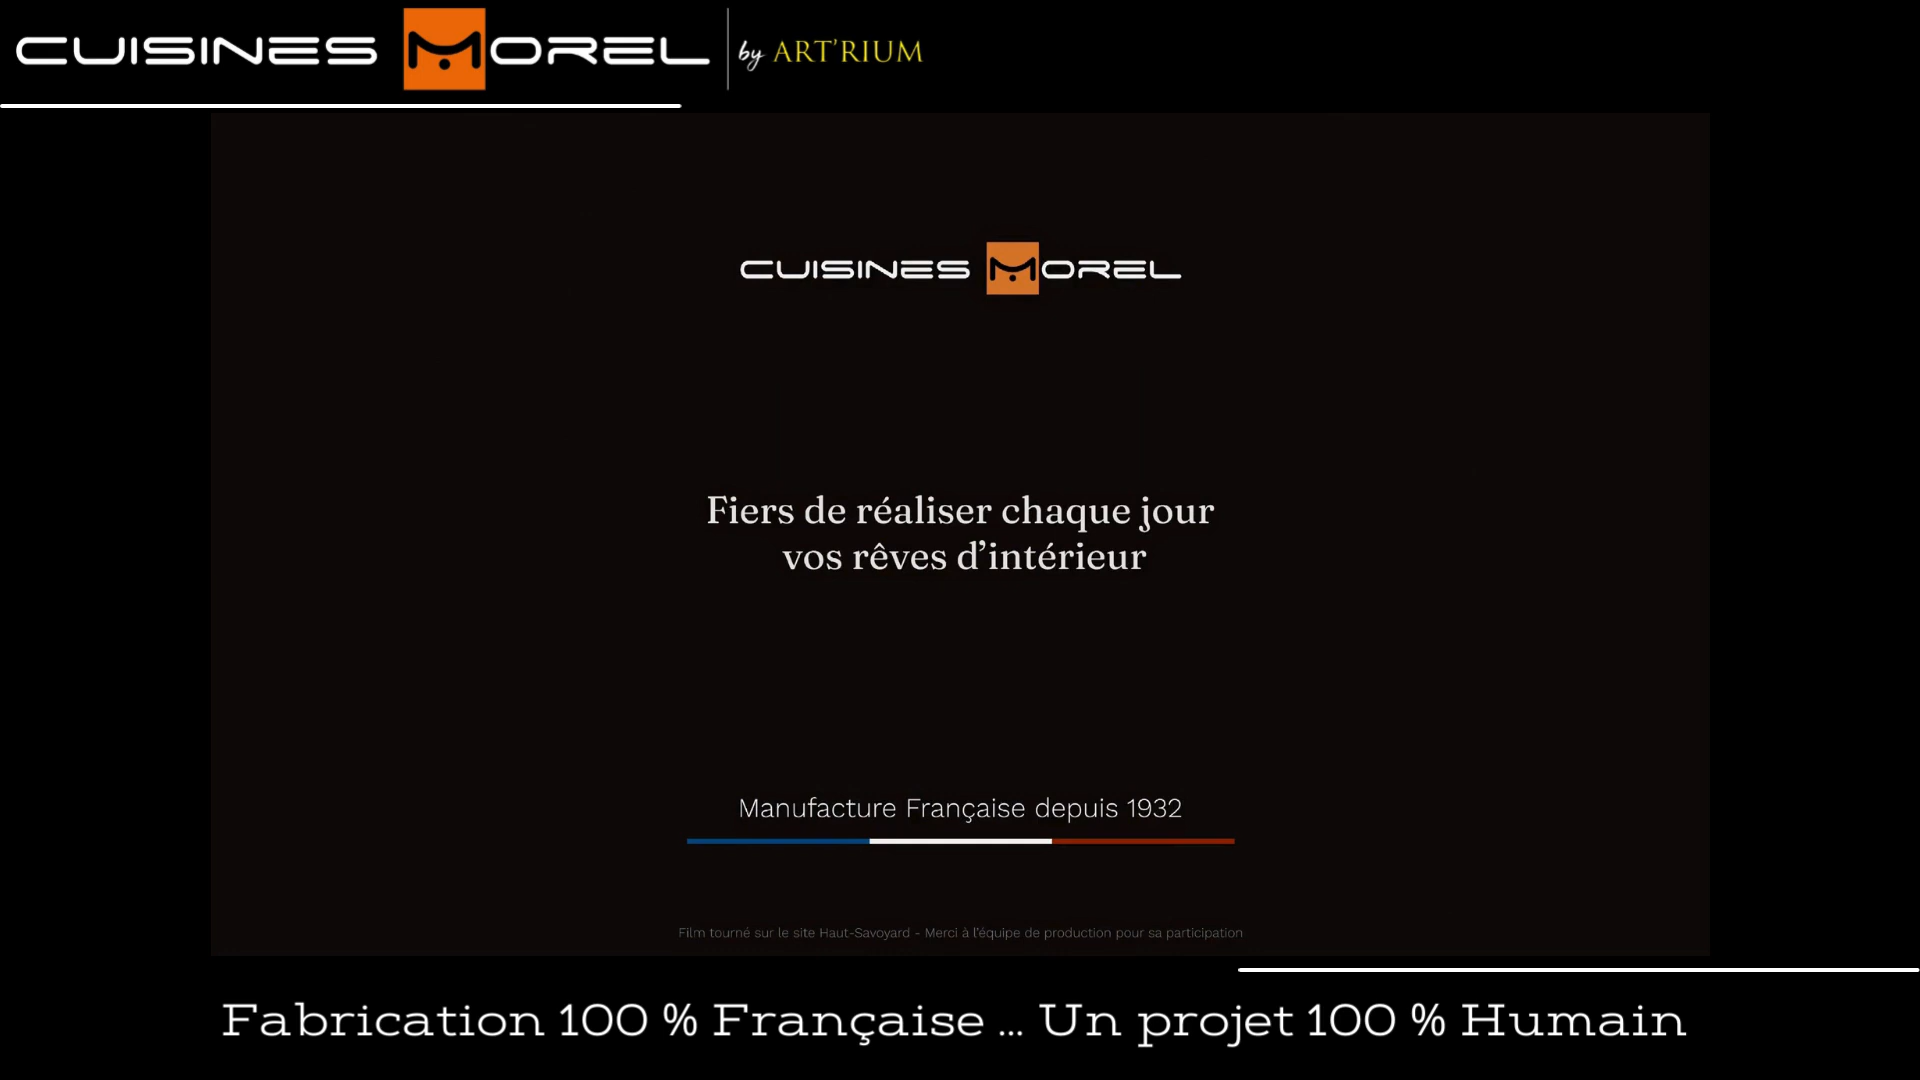 CUISINES MOREL by ART'RIUM
CUISINES MOREL
Fiers de réaliser chaque jour
vos rêves d’intérieur
Manufacture Française depuis 1932
Film tourné sur le site Haut-Savoyard - Merci à l’équipe de production pour sa participation
Fabrication 100 % Française ... Un projet 100 % Humain